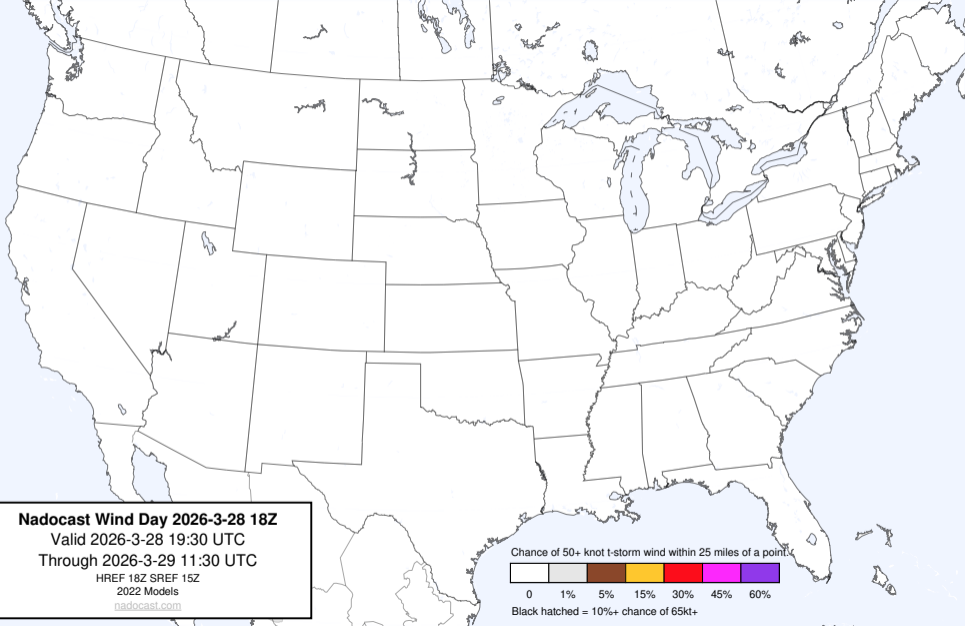 Nadocast Wind Day 2026-3-28 18Z
Valid 2026-3-28 19:30 UTC
Through 2026-3-29 11:30 UTC
HREF 18Z SREF 15Z
2022 Models
nadocast.com
Chance of 50+ knot t-storm wind within 25 miles of a point.
0 1% 5% 15% 30% 45% 60%
Black hatched = 10%+ chance of 65kt+